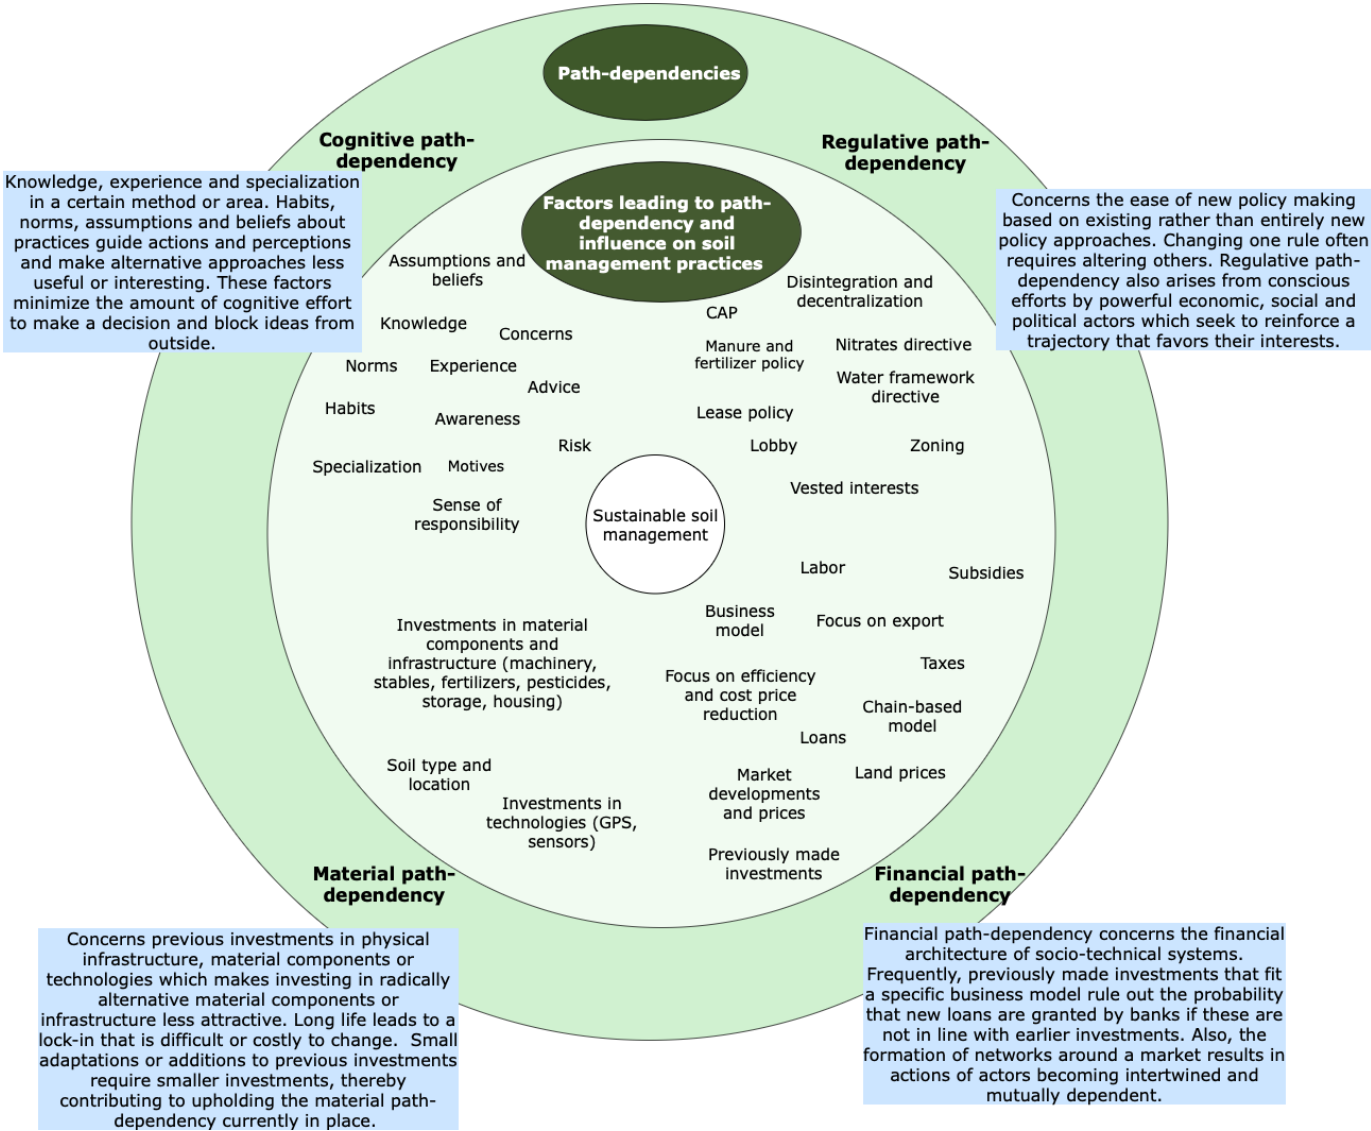 Path-dependencies
Cognitive path-
dependency
Regulative path-
dependency
Knowledge, experience and specialization
in a certain method or area. Habits,
norms, assumptions and beliefs about
practices guide actions and perceptions
and make alternative approaches less
useful or interesting. These factors
minimize the amount of cognitive effort
to make a decision and block ideas from
outside.
Concerns the ease of new policy making
based on existing rather than entirely new
policy approaches. Changing one rule often
requires altering others. Regulative path-
dependency also arises from conscious
efforts by powerful economic, social and
political actors which seek to reinforce a
trajectory that favors their interests.
Factors leading to path-
dependency and
influence on soil
management practices
Assumptions and
beliefs
Knowledge
Concerns
Norms
Experience
Advice
Habits
Awareness
Risk
Specialization
Motives
Sense of
responsibility
Disintegration and
decentralization
CAP
Manure and
fertilizer policy
Nitrates directive
Water framework
directive
Lease policy
Lobby
Zoning
Vested interests
Sustainable soil
management
Labor
Subsidies
Business
model
Focus on export
Taxes
Focus on efficiency
and cost price
reduction
Chain-based
model
Loans
Land prices
Market
developments
and prices
Previously made
investments
Investments in material
components and
infrastructure (machinery,
stables, fertilizers, pesticides,
storage, housing)
Soil type and
location
Investments in
technologies (GPS,
sensors)
Material path-
dependency
Financial path-
dependency
Concerns previous investments in physical
infrastructure, material components or
technologies which makes investing in radically
alternative material components or
infrastructure less attractive. Long life leads to a
lock-in that is difficult or costly to change.  Small
adaptations or additions to previous investments
require smaller investments, thereby
contributing to upholding the material path-
dependency currently in place.
Financial path-dependency concerns the financial
architecture of socio-technical systems.
Frequently, previously made investments that fit
a specific business model rule out the probability
that new loans are granted by banks if these are
not in line with earlier investments. Also, the
formation of networks around a market results in
actions of actors becoming intertwined and
mutually dependent.